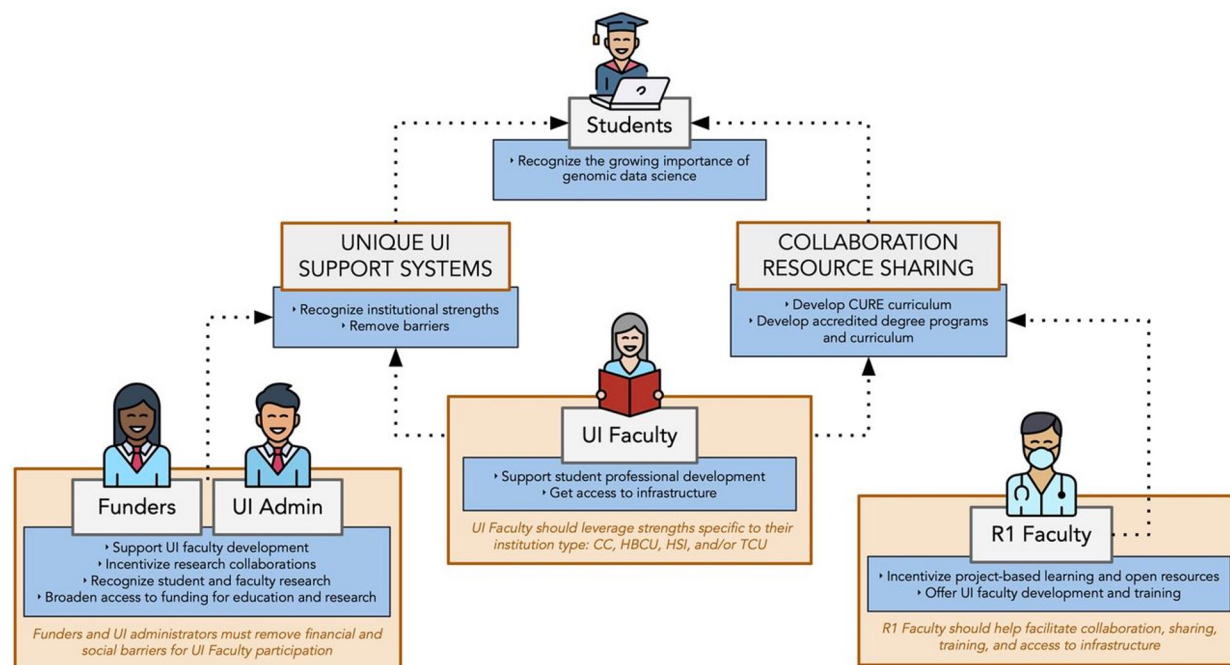 Students
‣ Recognize the growing importance of
genomic data science
UNIQUE UI
SUPPORT SYSTEMS
‣ Recognize institutional strengths
‣ Remove barriers
COLLABORATION
RESOURCE SHARING
‣ Develop CURE curriculum
‣ Develop accredited degree programs
and curriculum
UI Faculty
‣ Support student professional development
‣ Get access to infrastructure
UI Faculty should leverage strengths specific to their
institution type: CC, HBCU, HSI, and/or TCU
Funders
UI Admin
‣ Support UI faculty development
‣ Incentivize research collaborations
‣ Recognize student and faculty research
‣ Broaden access to funding for education and research
Funders and UI administrators must remove financial and
social barriers for UI Faculty participation
R1 Faculty
‣ Incentivize project-based learning and open resources
‣ Offer UI faculty development and training
R1 Faculty should help facilitate collaboration, sharing,
training, and access to infrastructure